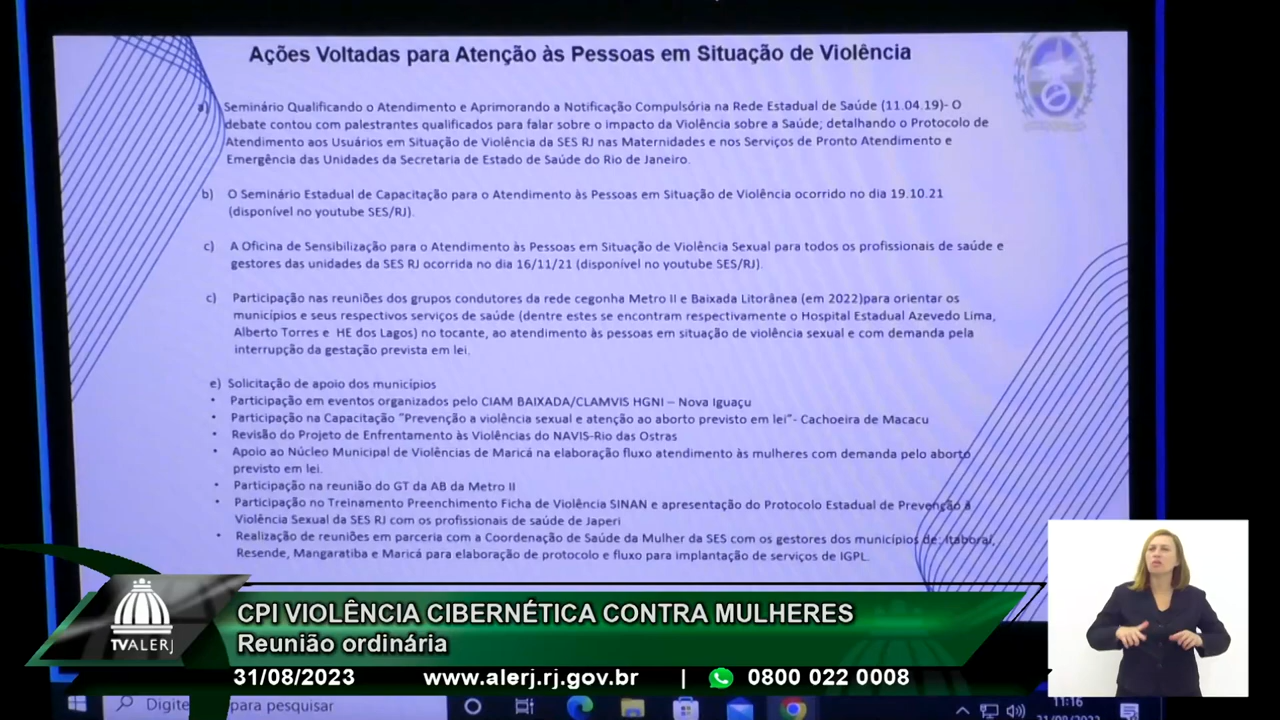 Ações Voltadas para Atenção às Pessoas em Situação de Violência
a) Seminário Qualificando o Atendimento e Aprimorando a Notificação Compulsória na Rede Estadual de Saúde (11.04.19)- O
debate contou com palestrantes qualificados para falar sobre o impacto da Violência sobre a Saúde; detalhando o Protocolo de
Atendimento aos Usuários em Situação de Violência da SES RJ nas Maternidades e nos Serviços de Pronto Atendimento e
Emergência das Unidades da Secretaria de Estado de Saúde do Rio de Janeiro.
b) O Seminário Estadual de Capacitação para o Atendimento às Pessoas em Situação de Violência ocorrido no dia 19.10.21
(disponível no youtube SES/RJ).
c) A Oficina de Sensibilização para o Atendimento às Pessoas em Situação de Violência Sexual para todos os profissionais de saúde e
gestores das unidades da SES RJ ocorrida no dia 16/11/21 (disponível no youtube SES/RJ).
c) Participação nas reuniões dos grupos condutores da rede cegonha Metro II e Baixada Litorânea (em 2022)para orientar os
municípios e seus respectivos serviços de saúde (dentre estes se encontram respectivamente o Hospital Estadual Azevedo Lima,
Alberto Torres e HE dos Lagos) no tocante, ao atendimento às pessoas em situação de violência sexual e com demanda pela
interrupção da gestação prevista em lei.
e) Solicitação de apoio dos municípios
• Participação em eventos organizados pelo CIAM BAIXADA/CLAMVIS HGNI – Nova Iguaçu
• Participação na Capacitação "Prevenção a violência sexual e atenção ao aborto previsto em lei"- Cachoeira de Macacu
• Revisão do Projeto de Enfrentamento às Violências do NAVIS-Rio das Ostras
• Apoio ao Núcleo Municipal de Violências de Maricá na elaboração fluxo atendimento às mulheres com demanda pelo aborto
previsto em lei.
• Participação na reunião do GT da AB da Metro II
• Participação no Treinamento Preenchimento Ficha de Violência SINAN e apresentação do Protocolo Estadual de Prevenção à
Violência Sexual da SES RJ com os profissionais de saúde de Japeri
• Realização de reuniões em parceria com a Coordenação de Saúde da Mulher da SES com os gestores dos municípios de: Itaboraí,
Resende, Mangaratiba e Maricá para elaboração de protocolo e fluxo para implantação de serviços de IGPL.
CPI VIOLÊNCIA CIBERNÉTICA CONTRA MULHERES
Reunião ordinária
TVALERJ
31/08/2023 www.alerj.rj.gov.br | 0800 022 0008
Digite para pesquisar
11:16
31/08/2023